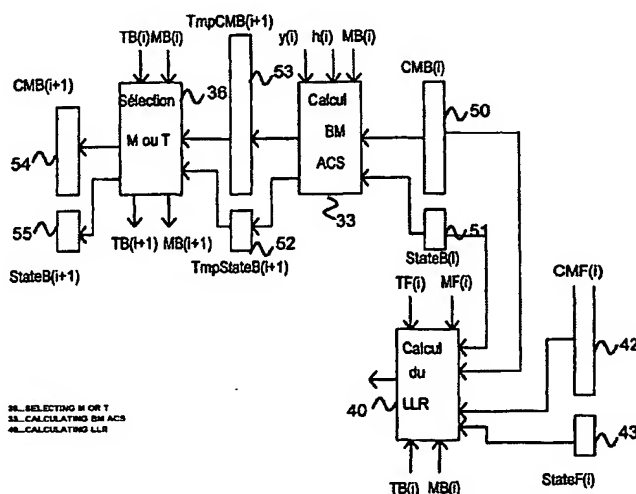 TmpCMB(i+1)
TB(i) MB(i)
y(i) h(i) MB(i)
CMB(i+1)
53
CMB(i)
Sélection
M ou T
36
Calcul
BM
ACS
50
54
33
51
55
TB(i+1) MB(i+1)
52
StateB(i)
StateB(i+1)
TmpStateB(i+1)
TF(i) MF(i)
CMF(i)
Calcul
du
LLR
42
40
43
TB(i) MB(i)
StateF(i)
36...SELECTING M OR T
33...CALCULATING BM ACS
40...CALCULATING LLR